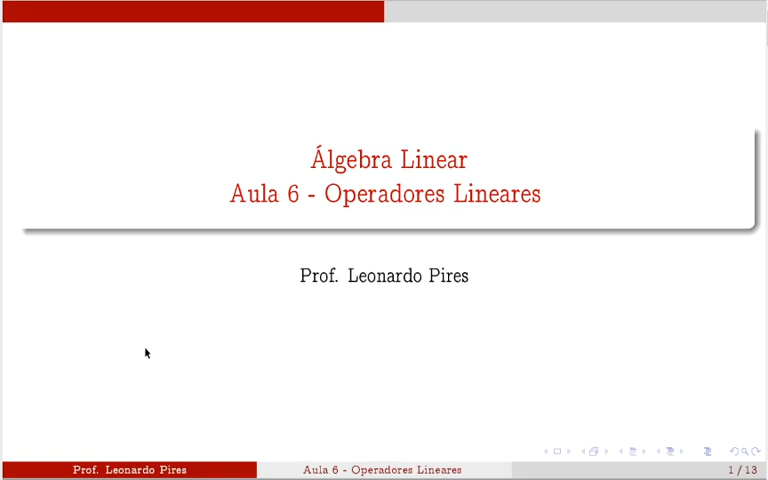 Álgebra Linear
Aula 6 - Operadores Lineares
Prof. Leonardo Pires
Prof. Leonardo Pires
Aula 6 - Operadores Lineares
1 / 13